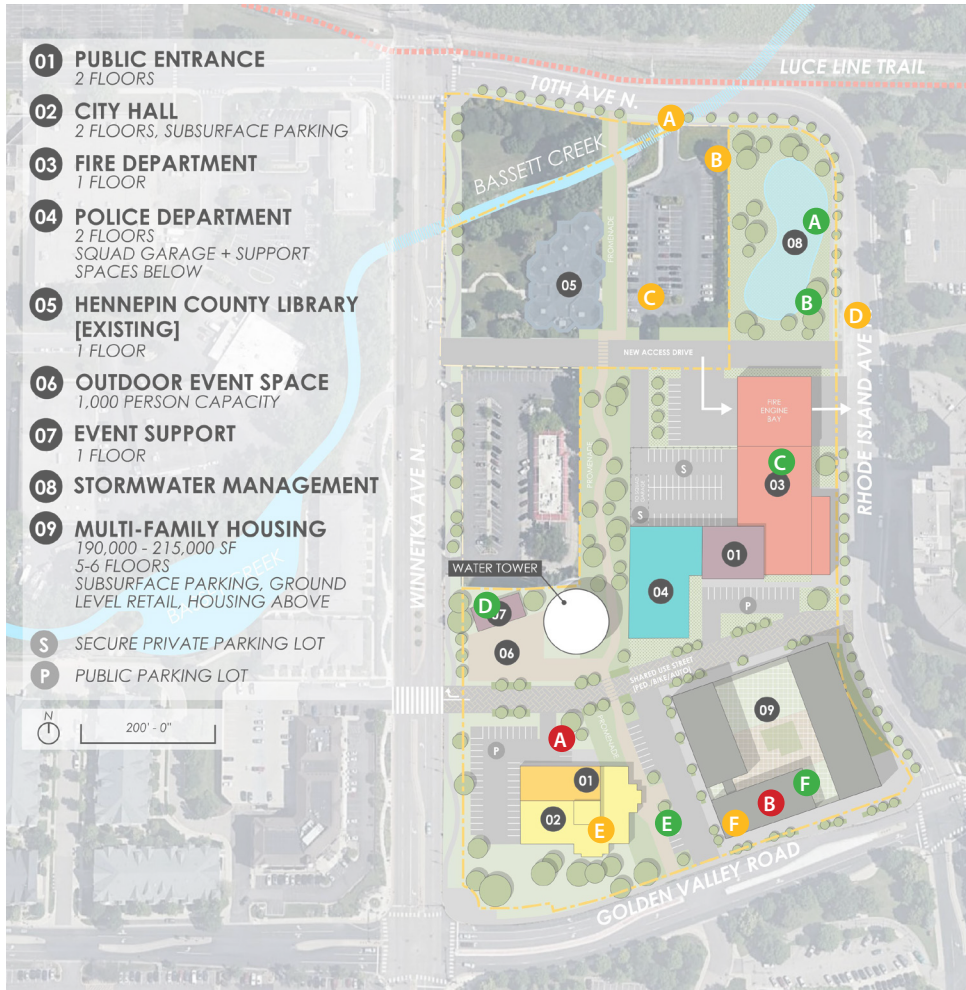 01 PUBLIC ENTRANCE
2 FLOORS
02 CITY HALL
2 FLOORS, SUBSURFACE PARKING
03 FIRE DEPARTMENT
1 FLOOR
04 POLICE DEPARTMENT
2 FLOORS
SQUAD GARAGE + SUPPORT
SPACES BELOW
05 HENNEPIN COUNTY LIBRARY
[EXISTING]
1 FLOOR
06 OUTDOOR EVENT SPACE
1,000 PERSON CAPACITY
07 EVENT SUPPORT
1 FLOOR
08 STORMWATER MANAGEMENT
09 MULTI-FAMILY HOUSING
190,000 - 215,000 SF
5-6 FLOORS
SUBSURFACE PARKING, GROUND
LEVEL RETAIL, HOUSING ABOVE
S SECURE PRIVATE PARKING LOT
P PUBLIC PARKING LOT
N
200' - 0"
LUCE LINE TRAIL
10TH AVE N.
A
BASSETT CREEK
B
PROMENADE
A
08
05
C
B
D
NEW ACCESS DRIVE
FIRE
ENGINE
BAY
RHODE ISLAND AVE
WINNETKA AVE N.
PROMENADE
S
C
03
S
01
WATER TOWER
04
D
07
P
06
SHARED USE STREET
(PED./BIKE/AUTO)
09
PROMENADE
A
P
01
F
B
02
E
E
F
GOLDEN VALLEY ROAD